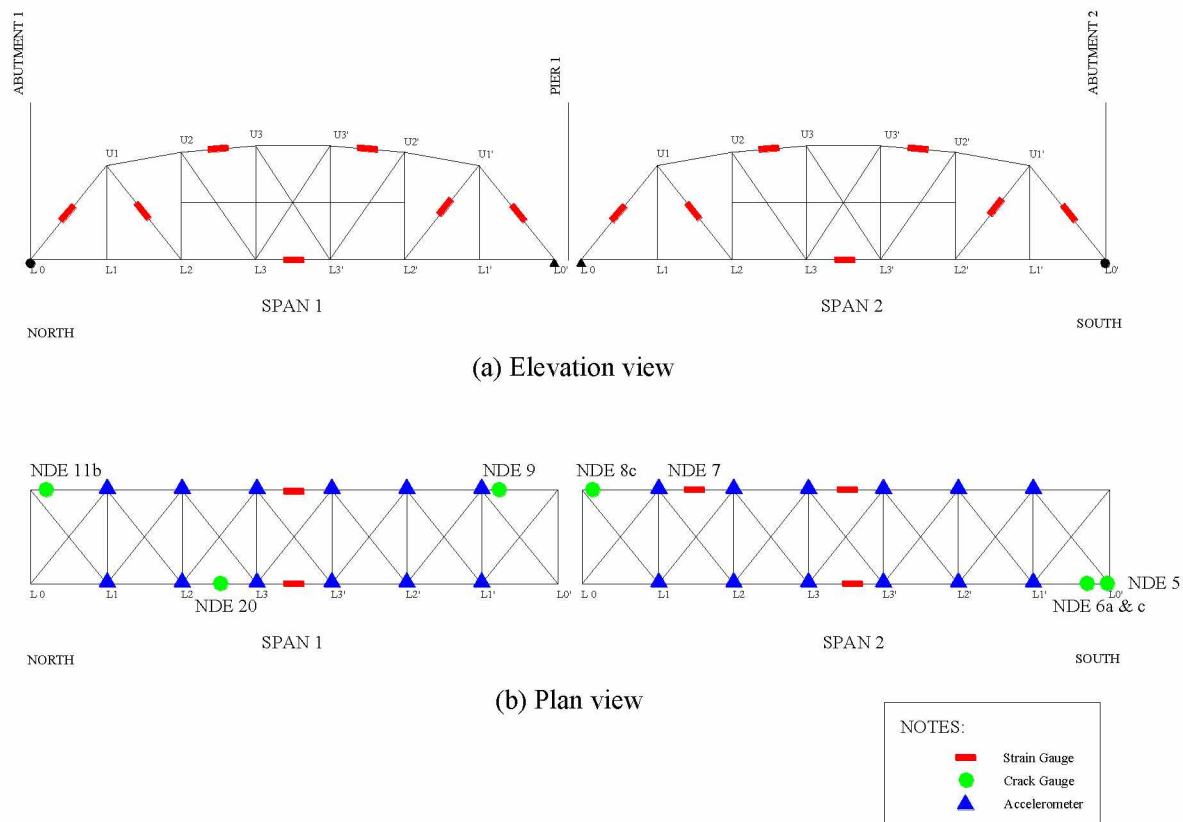 ABUTMENT 1
PIER 1
ABUTMENT 2
U1 U2 U3 U3' U2' U1'
U1 U2 U3 U3' U2' U1'
L 0 L1 L2 L3 L3' L2' L1' L0'
L 0 L1 L2 L3 L3' L2' L1' L0'
SPAN 1
SPAN 2
NORTH
SOUTH
(a) Elevation view
NDE 11b
NDE 9
NDE 8c
NDE 7
L 0 L1 L2 L3 L3' L2' L1' L0'
L 0 L1 L2 L3 L3' L2' L1' L0'
NDE 5
NDE 20
NDE 6a & c
SPAN 1
SPAN 2
NORTH
SOUTH
(b) Plan view
NOTES:
Strain Gauge
Crack Gauge
Accelerometer